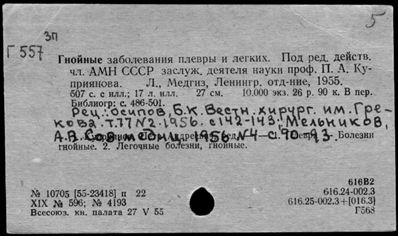 5
зп
Г 557
Гнойные заболевания плевры и легких. Под ред. действ.
чл. АМН СССР заслуж. деятеля науки проф. П. А. Ку-
приянова. Л., Медгиз, Ленингр. отд-ние, 1955.
507 с. с илл.; 17 л. илл. 27 см. 10.000 экз. 26 р. 90 к. В пер.
Библиогр: с. 486-501.
Рец.: Осипов, Б.К. Вестн. хирург. им. Гре-
кова. т. 77 №2. 1956. с 142-143. Мельников,
А.В. Сов. мед. 1956 №4 с. 90-93.
Болезни
гнойные. 2. Легочные болезни, гнойные.
616В2
№ 10705 [55-23418] п 22
616.24-002.3
XIX № 596; № 4193
616.25-002.3+[016.3]
Всесоюз. кн. палата 27 V 55
Г568